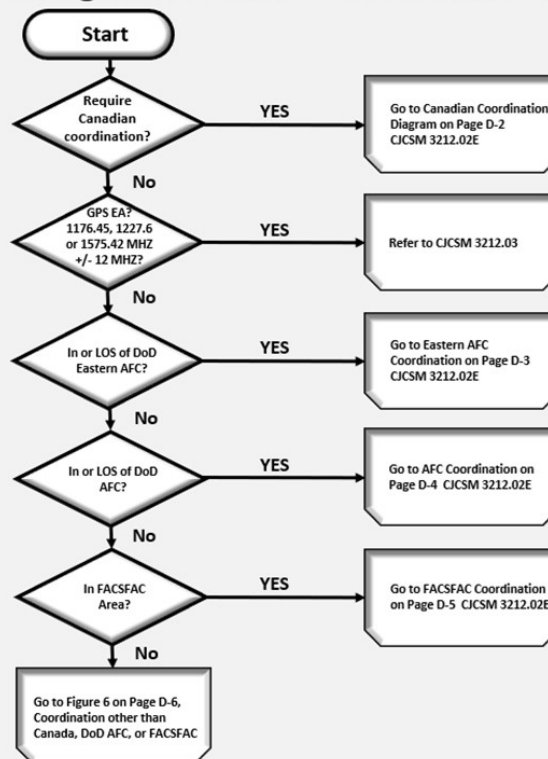 Start
Require
Canadian
coordination?
YES
Go to Canadian Coordination
Diagram on Page D-2
CJCSM 3212.02E
No
GPS EA?
1176.45, 1227.6
or 1575.42 MHZ
+/- 12 MHZ?
YES
Refer to CJCSM 3212.03
No
In or LOS of DoD
Eastern AFC?
YES
Go to Eastern AFC
Coordination on Page D-3
CJCSM 3212.02E
No
In or LOS of DoD
AFC?
YES
Go to AFC Coordination on
Page D-4 CJCSM 3212.02E
No
In FACSFAC
Area?
YES
Go to FACSFAC Coordination
on Page D-5 CJCSM 3212.02E
No
Go to Figure 6 on Page D-6,
Coordination other than
Canada, DoD AFC, or FACSFAC